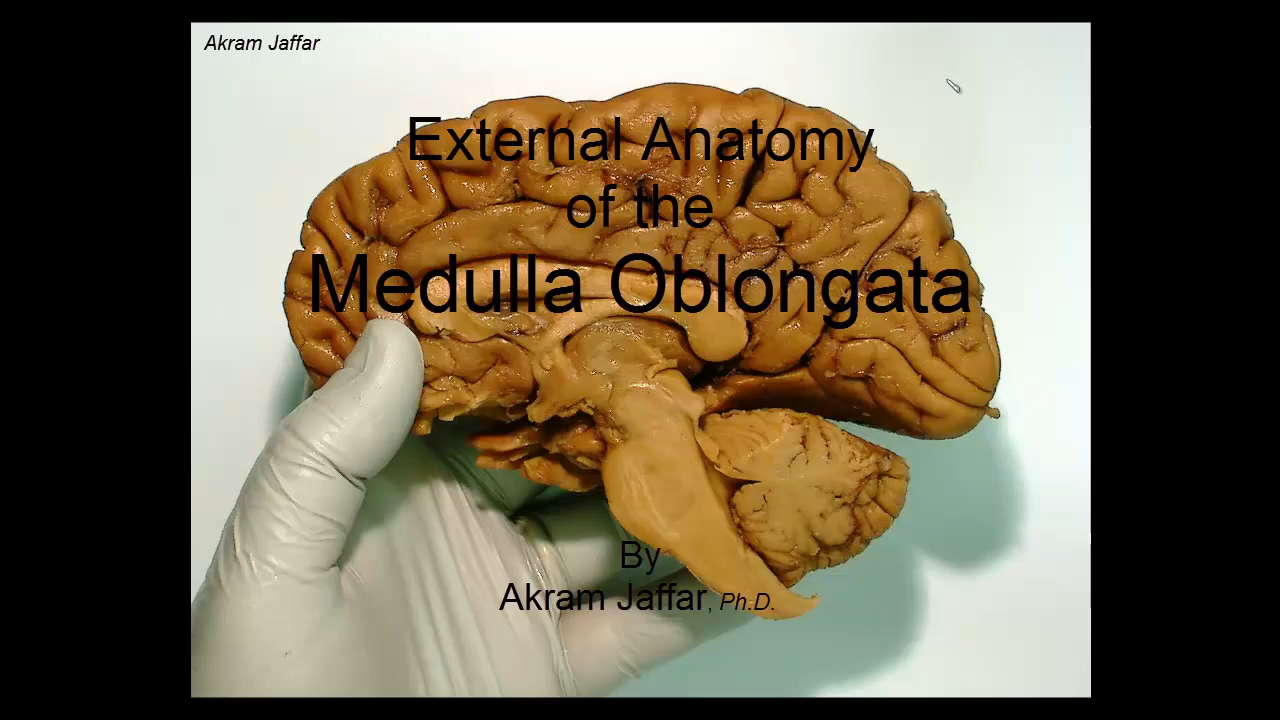 Akram Jaffar
External Anatomy
of the
Medulla Oblongata
By
Akram Jaffar, Ph.D.